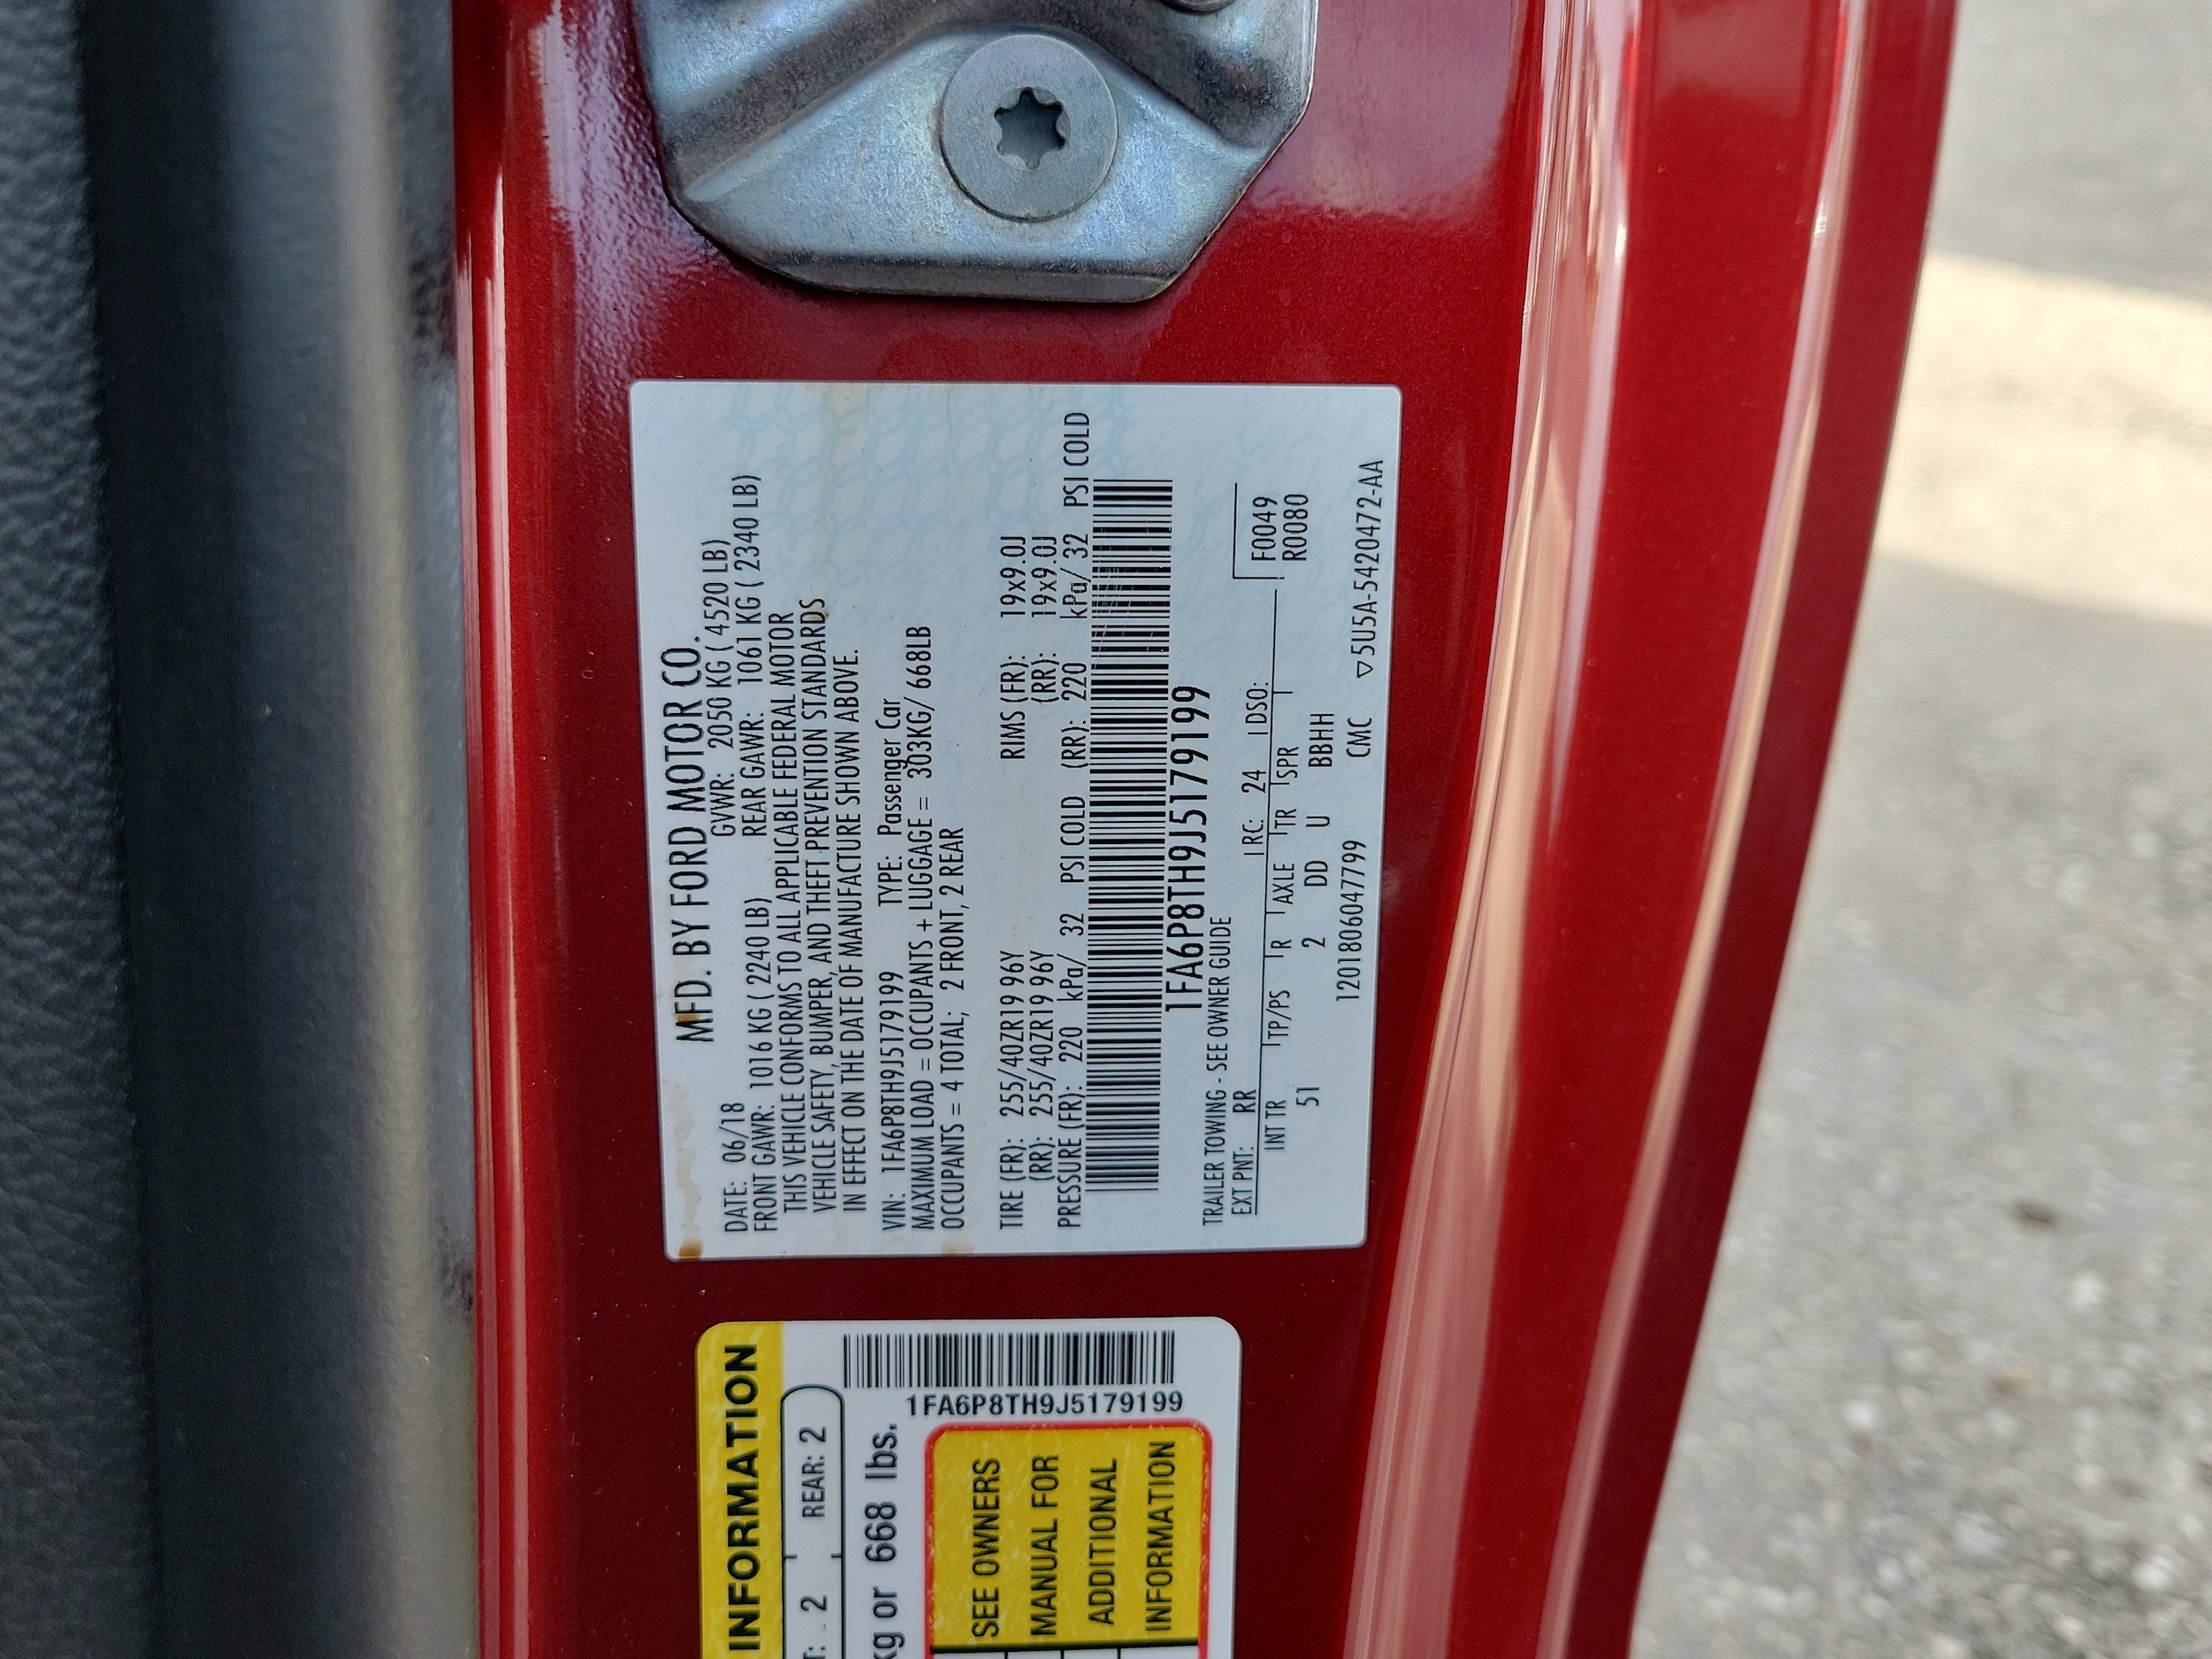 MFD. BY FORD MOTOR CO.
DATE: 06/18 GVWR: 2050 KG ( 4520 LB)
FRONT GAWR: 1016 KG ( 2240 LB) REAR GAWR: 1061 KG ( 2340 LB)
THIS VEHICLE CONFORMS TO ALL APPLICABLE FEDERAL MOTOR
VEHICLE SAFETY, BUMPER, AND THEFT PREVENTION STANDARDS
IN EFFECT ON THE DATE OF MANUFACTURE SHOWN ABOVE.
VIN: 1FA6P8TH9J5179199 TYPE: Passenger Car
MAXIMUM LOAD = OCCUPANTS + LUGGAGE = 303KG/ 668LB
OCCUPANTS = 4 TOTAL; 2 FRONT, 2 REAR
TIRE (FR): 255/40ZR19 96Y RIMS (FR): 19x9.0J
(RR): 255/40ZR19 96Y (RR): 19x9.0J
PRESSURE (FR): 220 kPa/ 32 PSI COLD (RR): 220 kPa/ 32 PSI COLD
1FA6P8TH9J5179199
TRAILER TOWING - SEE OWNER GUIDE
EXT PNT: RR RC: 24 DSO: F0049
INT TR TP/PS R AXLE TR SPR R0080
51 2 DD U BBHH
1201806047799 CMC ▽5U5A-5420472-AA
INFORMATION
T: 2 REAR: 2
kg or 668 lbs.
1FA6P8TH9J5179199
SEE OWNERS
MANUAL FOR
ADDITIONAL
INFORMATION